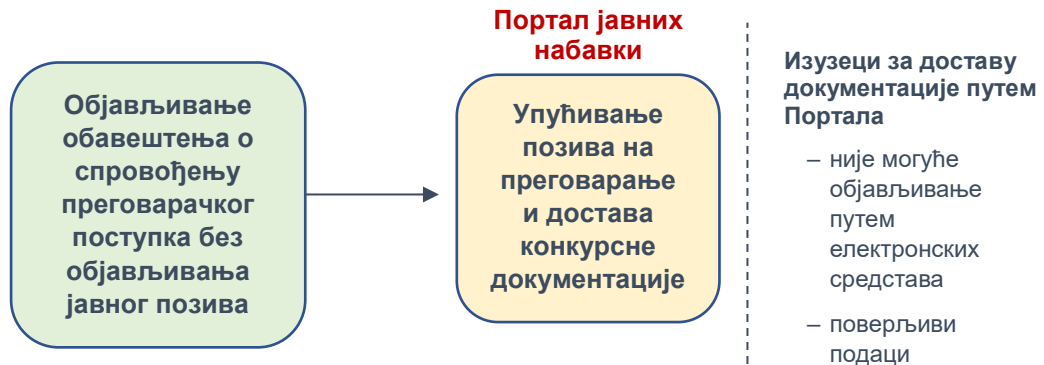 Објављивање
обавештења о
спровођењу
преговарачког
поступка без
објављивања
јавног позива
Портал јавних
набавки
Упућивање
позива на
преговарање
и достава
конкурсне
документације
Изузеци за доставу
документације путем
Портала
– није могуће
објављивање
путем
електронских
средстава
– поверљиви
подаци